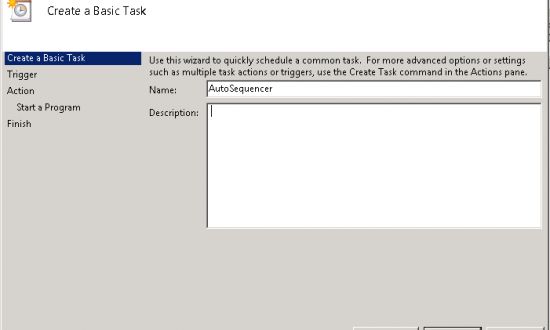 Create a Basic Task
Create a Basic Task
Use this wizard to quickly schedule a common task. For more advanced options or settings
such as multiple task actions or triggers, use the Create Task command in the Actions pane.
Trigger
Action
Name: AutoSequencer
Start a Program
Description:
Finish